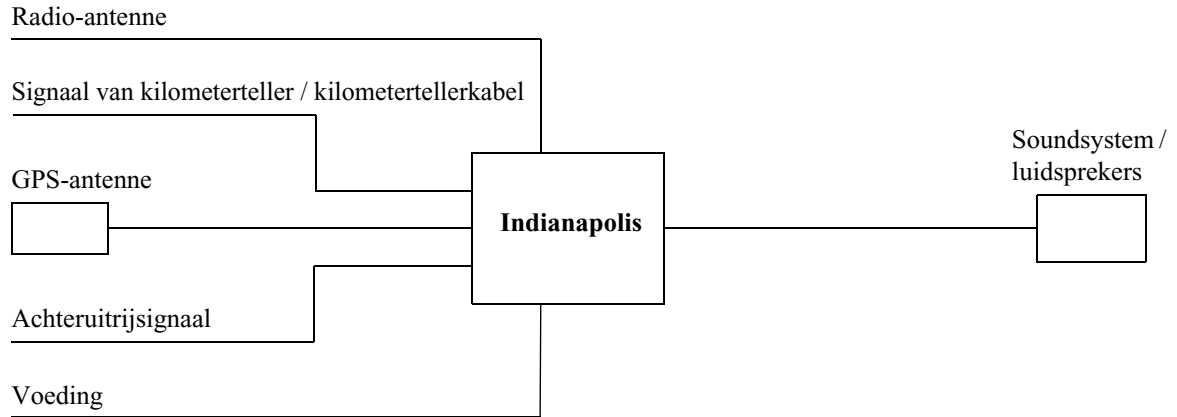 Radio-antenne
Signaal van kilometerteller / kilometertellerkabel
Soundsystem /
luidsprekers
GPS-antenne
Indianapolis
Achteruitrijsignaal
Voeding